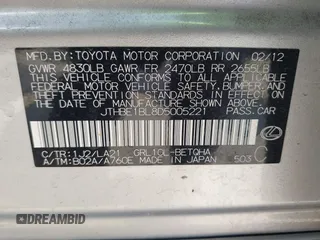 MFD.BY:TOYOTA MOTOR CORPORATION 02/12
GVWR 4830LB GAWR FR 2470LB RR 2655LB
THIS VEHICLE CONFORMS TO ALL APPLICABLE
FEDERAL MOTOR VEHICLE SAFETY,BUMPER,AND
THEFT PREVENTION STANDARDS IN EFFECT ON
THE DATE OF MANUFACTURE SHOWN ABOVE.
JTHBE1BL8D5005221 PASS.CAR
C/TR:1J2/LA21 GRL10L-BETQHA
A/TM:B02A/A760E MADE IN JAPAN 503 C
AUTOBIDMASTER